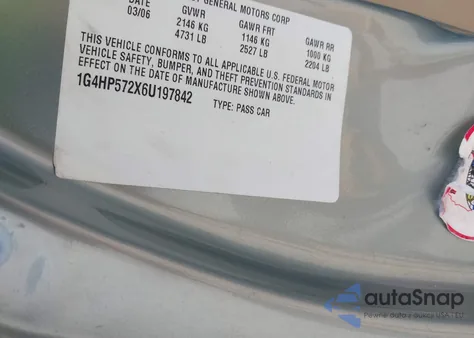 BY GENERAL MOTORS CORP
DATE GVWR GAWR FRT GAWR RR
03/06 2146 KG 1146 KG 1000 KG
4731 LB 2527 LB 2204 LB
THIS VEHICLE CONFORMS TO ALL APPLICABLE U.S. FEDERAL MOTOR
VEHICLE SAFETY, BUMPER, AND THEFT PREVENTION STANDARDS IN
EFFECT ON THE DATE OF MANUFACTURE SHOWN ABOVE.
1G4HP572X6U197842 TYPE: PASS CAR
autoSnap